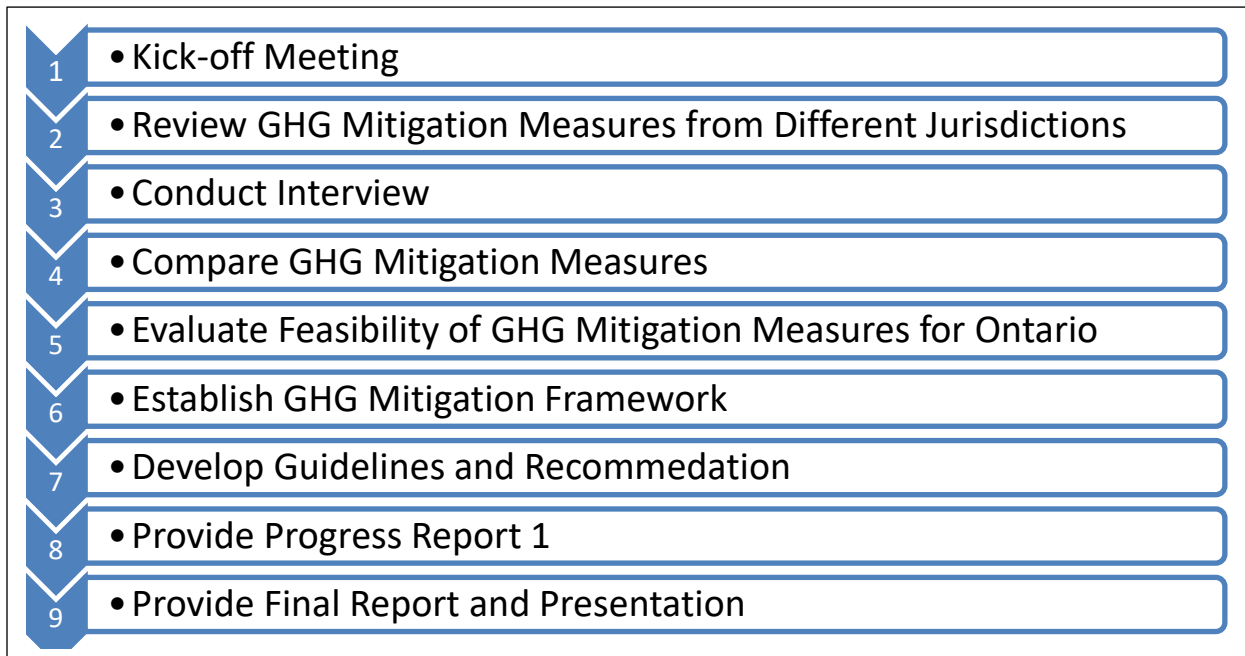 1 • Kick-off Meeting
2 • Review GHG Mitigation Measures from Different Jurisdictions
3 • Conduct Interview
4 • Compare GHG Mitigation Measures
5 • Evaluate Feasibility of GHG Mitigation Measures for Ontario
6 • Establish GHG Mitigation Framework
7 • Develop Guidelines and Recommedation
8 • Provide Progress Report 1
9 • Provide Final Report and Presentation